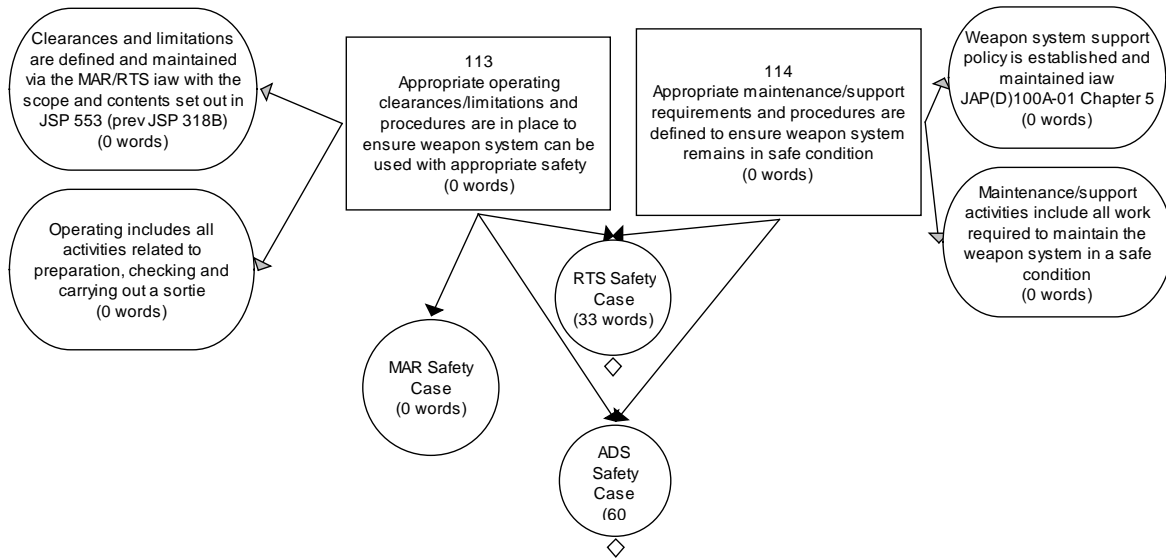 Clearances and limitations
are defined and maintained
via the MAR/RTS iaw with the
scope and contents set out in
JSP 553 (prev JSP 318B)
(0 words)
Operating includes all
activities related to
preparation, checking and
carrying out a sortie
(0 words)
113
Appropriate operating
clearances/limitations and
procedures are in place to
ensure weapon system can be
used with appropriate safety
(0 words)
114
Appropriate maintenance/support
requirements and procedures are
defined to ensure weapon system
remains in safe condition
(0 words)
Weapon system support
policy is established and
maintained iaw
JAP(D)100A-01 Chapter 5
(0 words)
Maintenance/support
activities include all work
required to maintain the
weapon system in a safe
condition
(0 words)
RTS Safety
Case
(33 words)
MAR Safety
Case
(0 words)
ADS
Safety
Case
(60